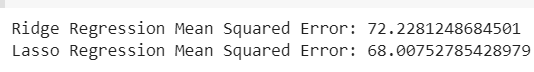 Ridge Regression Mean Squared Error: 72.2281248684501
Lasso Regression Mean Squared Error: 68.00752785428979